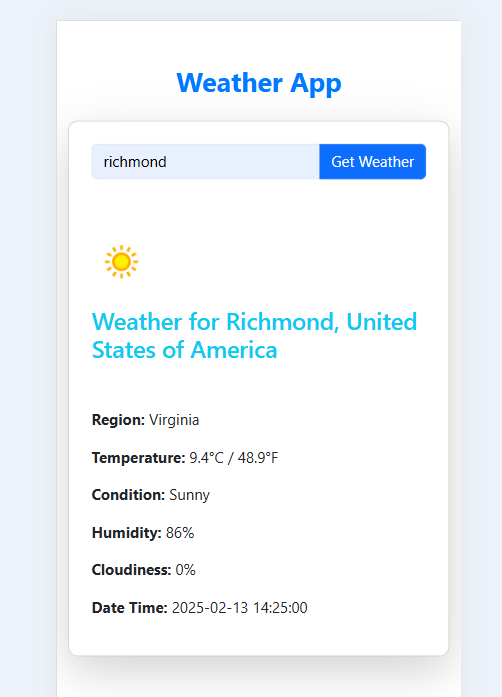 Weather App
richmond
Get Weather
Weather for Richmond, United
States of America
Region: Virginia
Temperature: 9.4°C / 48.9°F
Condition: Sunny
Humidity: 86%
Cloudiness: 0%
Date Time: 2025-02-13 14:25:00